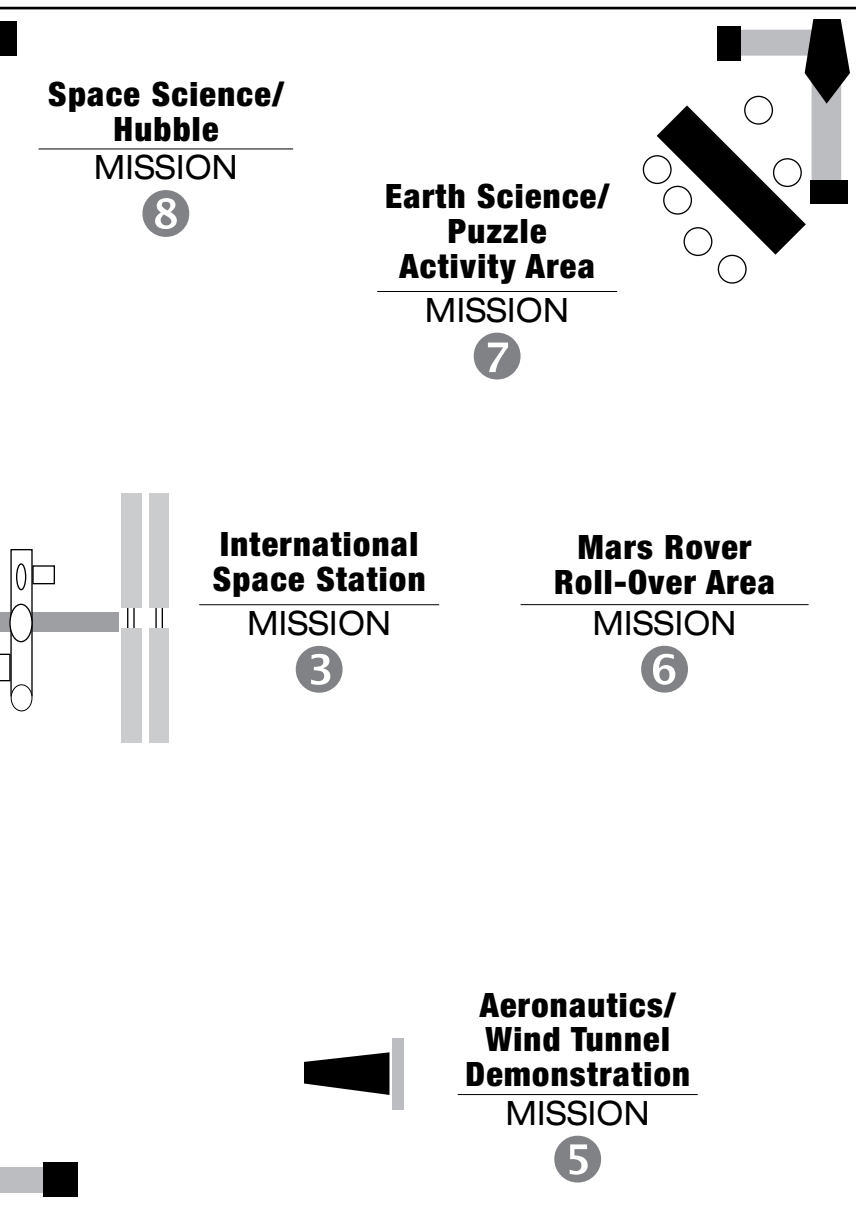 Space Science/
Hubble
MISSION
8
Earth Science/
Puzzle
Activity Area
MISSION
7
International
Space Station
MISSION
3
Mars Rover
Roll-Over Area
MISSION
6
Aeronautics/
Wind Tunnel
Demonstration
MISSION
5